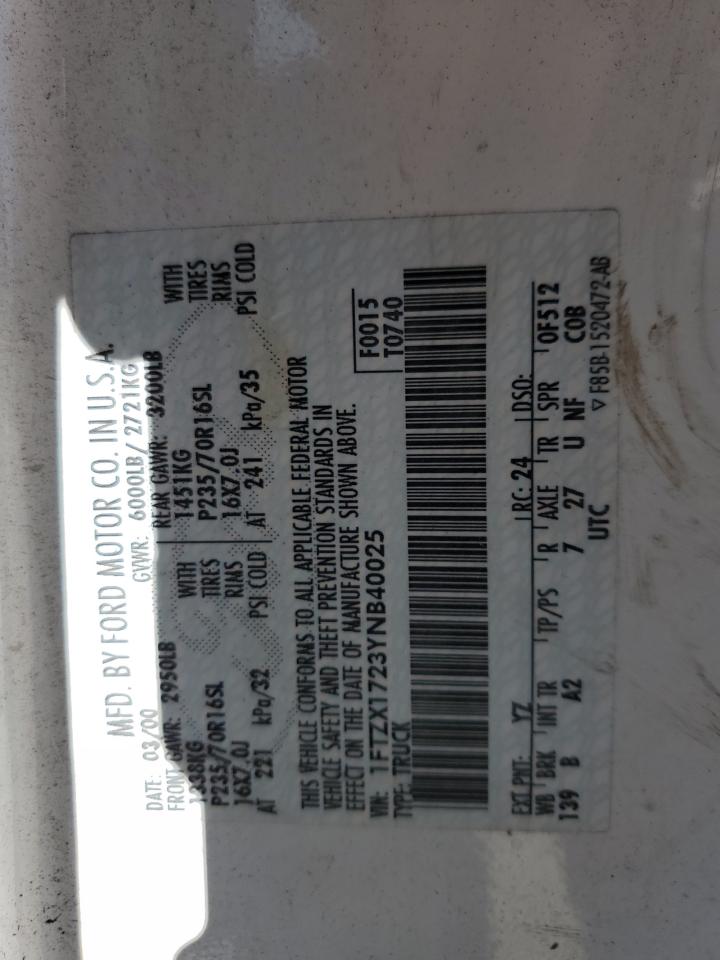 MFD. BY FORD MOTOR CO. IN U.S.A.
DATE: 03/00 GVWR: 6000LB/2721KG
FRONT GAWR: 2950LB REAR GAWR: 3200LB
1338KG WITH 1451KG WITH
P235/70R16SL TIRES P235/70R16SL TIRES
16X7.0J RIMS 16X7.0J RIMS
AT 221 kPa/32 PSI COLD AT 241 kPa/35 PSI COLD
THIS VEHICLE CONFORMS TO ALL APPLICABLE FEDERAL MOTOR
VEHICLE SAFETY AND THEFT PREVENTION STANDARDS IN
EFFECT ON THE DATE OF MANUFACTURE SHOWN ABOVE.
VIN: 1FTZX1723YNB40025 F0015
TYPE: TRUCK T0740
EXT PNT: YZ RC: 24 DSO:
WB BRK INT TR TP/PS R AXLE TR SPR 0F512
139 B A2 7 27 U NF C0B
UTC ▽F85B-1520472-AB